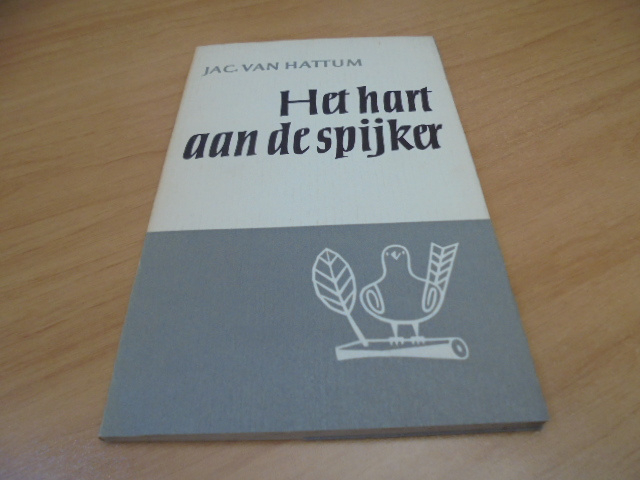 JAC. VAN HATTUM
Het hart
aan de spijker